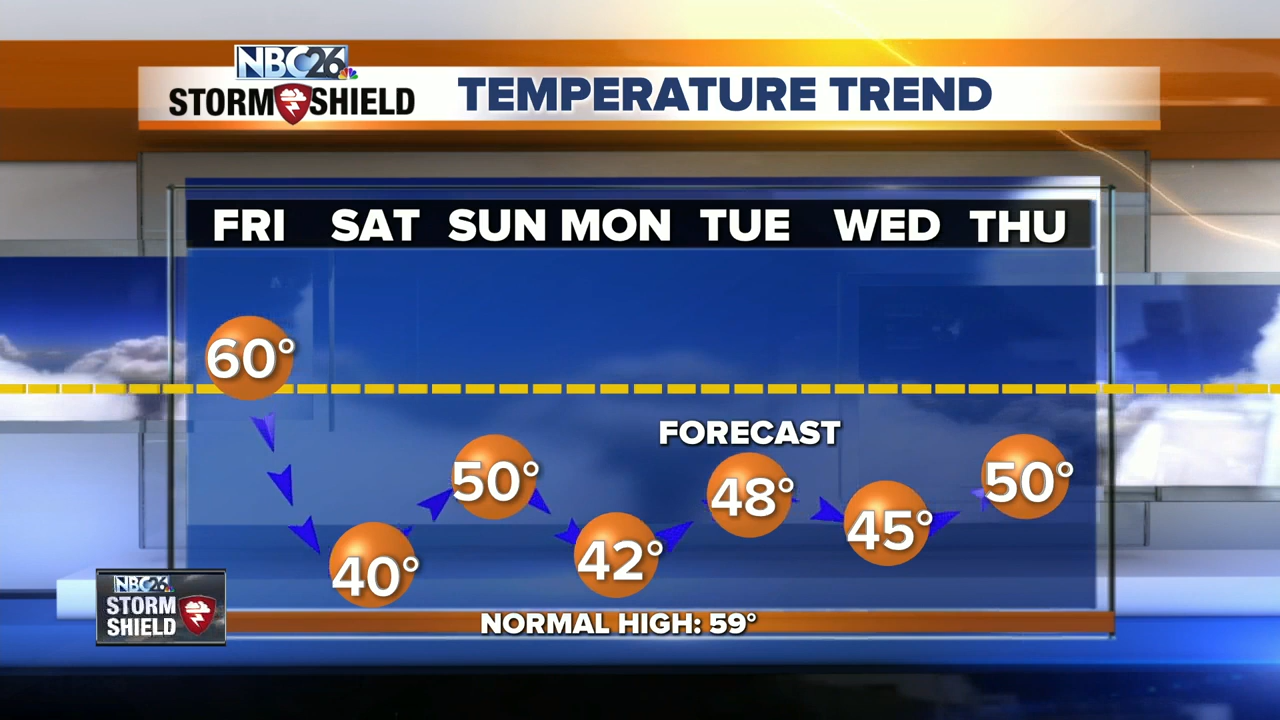 NBC26
STORM SHIELD
TEMPERATURE TREND
FRI SAT SUN MON TUE WED THU
60°
FORECAST
50° 48° 50°
40° 42° 45°
NBC26
STORM
SHIELD
NORMAL HIGH: 59°